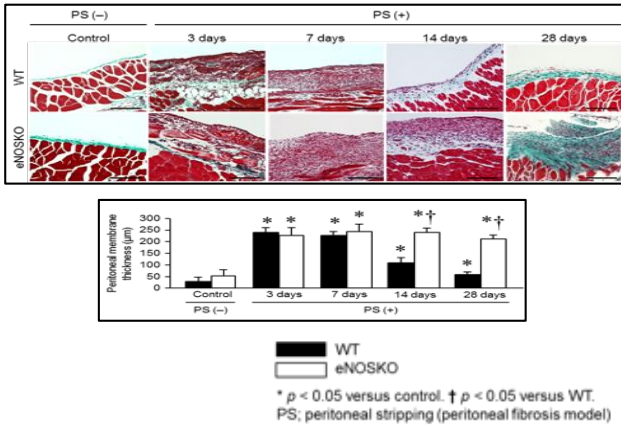 PS (–) PS (+)
Control 3 days 7 days 14 days 28 days
WT
eNOSKO
Peritoneal membrane
thickness (µm)
300
250
200
150
100
50
0
* * * * * *† * *†
Control 3 days 7 days 14 days 28 days
PS (–) PS (+)
WT
eNOSKO
* p < 0.05 versus control. † p < 0.05 versus WT.
PS; peritoneal stripping (peritoneal fibrosis model)